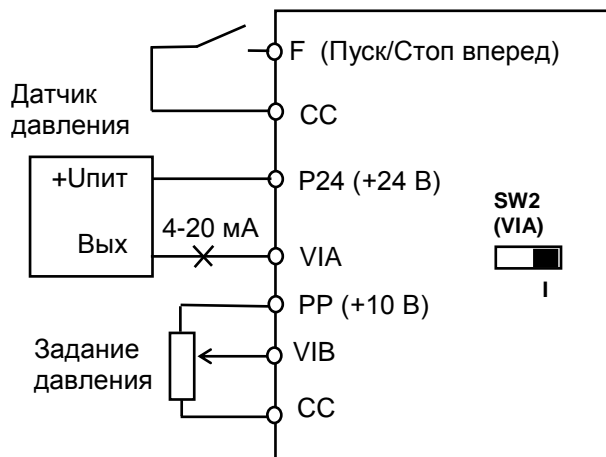 F (Пуск/Стоп вперед)
Датчик
давления
CC
+Uпит
P24 (+24 В)
SW2
(VIA)
Вых
4-20 мА
VIA
I
PP (+10 В)
Задание
давления
VIB
CC